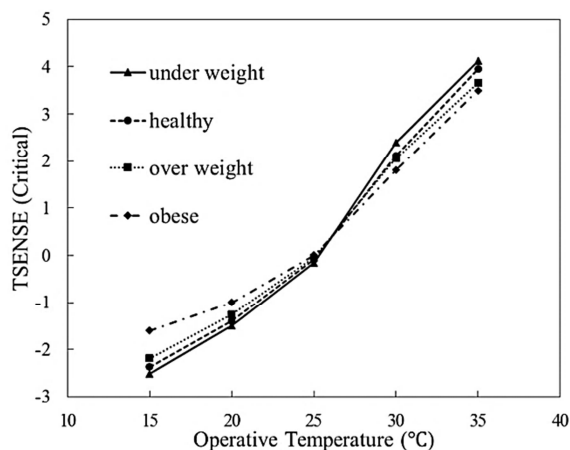 5
4
3
2
1
0
-1
-2
-3
TSENSE (Critical)
under weight
healthy
over weight
obese
10 15 20 25 30 35 40
Operative Temperature (℃)